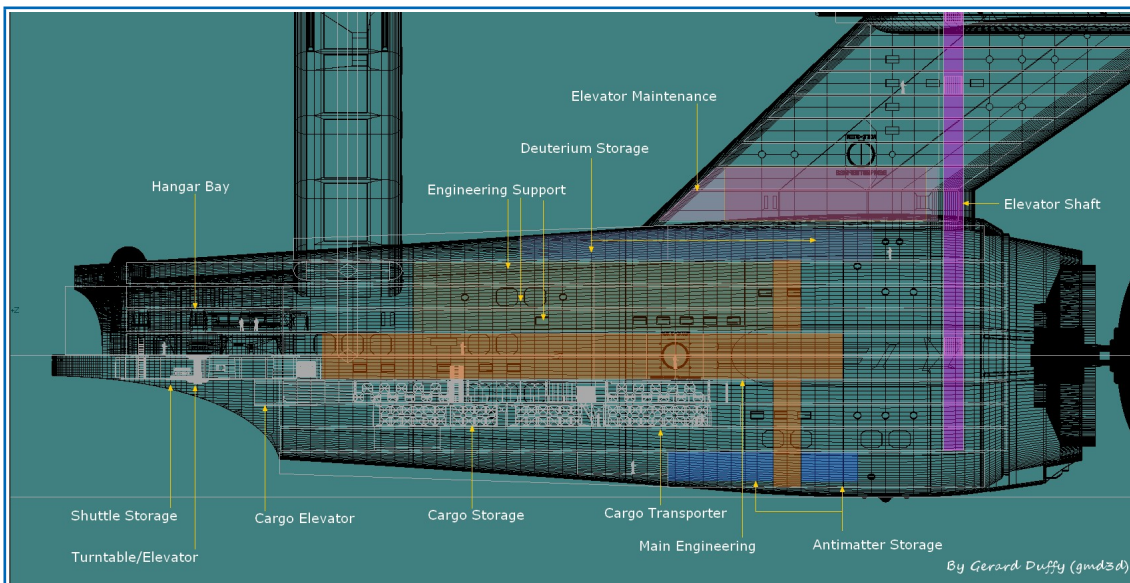 Elevator Maintenance
Deuterium Storage
Hangar Bay
Engineering Support
Elevator Shaft
Shuttle Storage
Cargo Elevator
Cargo Storage
Cargo Transporter
Turntable/Elevator
Main Engineering
Antimatter Storage
By Gerard Duffy (gmd3d)